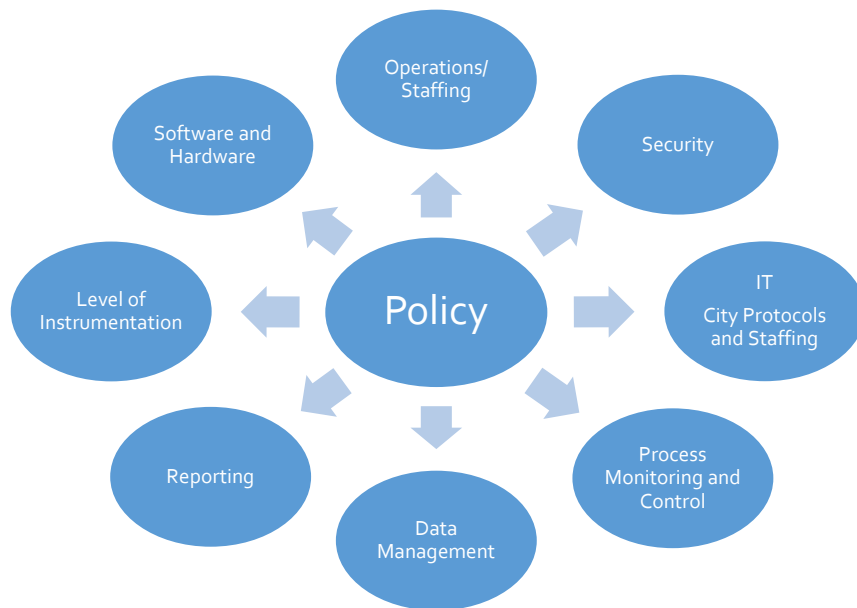 Operations/
Staffing
Software and
Hardware
Security
Level of
Instrumentation
Policy
IT
City Protocols
and Staffing
Reporting
Process
Monitoring and
Control
Data
Management